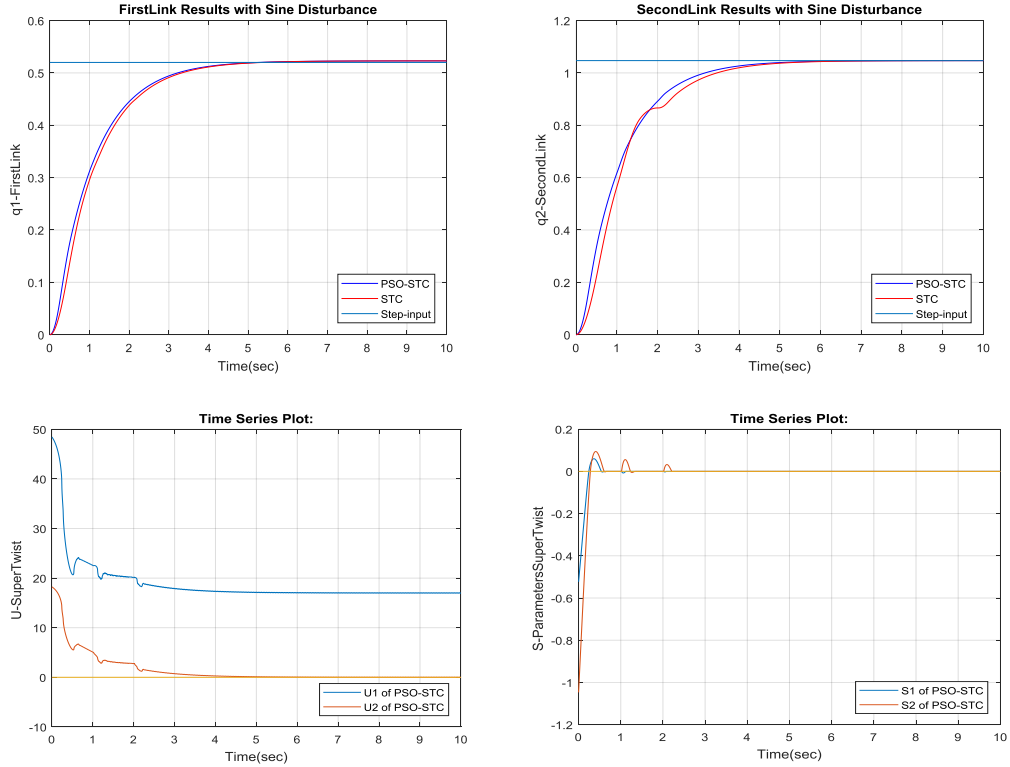 FirstLink Results with Sine Disturbance
0.6
0.5
0.4
0.3
0.2
0.1
0
q1-FirstLink
PSO-STC
STC
Step-input
0 1 2 3 4 5 6 7 8 9 10
Time(sec)
SecondLink Results with Sine Disturbance
1.2
1
0.8
0.6
0.4
0.2
0
q2-SecondLink
PSO-STC
STC
Step-input
0 1 2 3 4 5 6 7 8 9 10
Time(sec)
Time Series Plot:
50
40
30
20
10
0
-10
U-SuperTwist
U1 of PSO-STC
U2 of PSO-STC
0 1 2 3 4 5 6 7 8 9 10
Time(sec)
Time Series Plot:
0.2
0
-0.2
-0.4
-0.6
-0.8
-1
-1.2
S-ParametersSuperTwist
S1 of PSO-STC
S2 of PSO-STC
0 1 2 3 4 5 6 7 8 9 10
Time(sec)